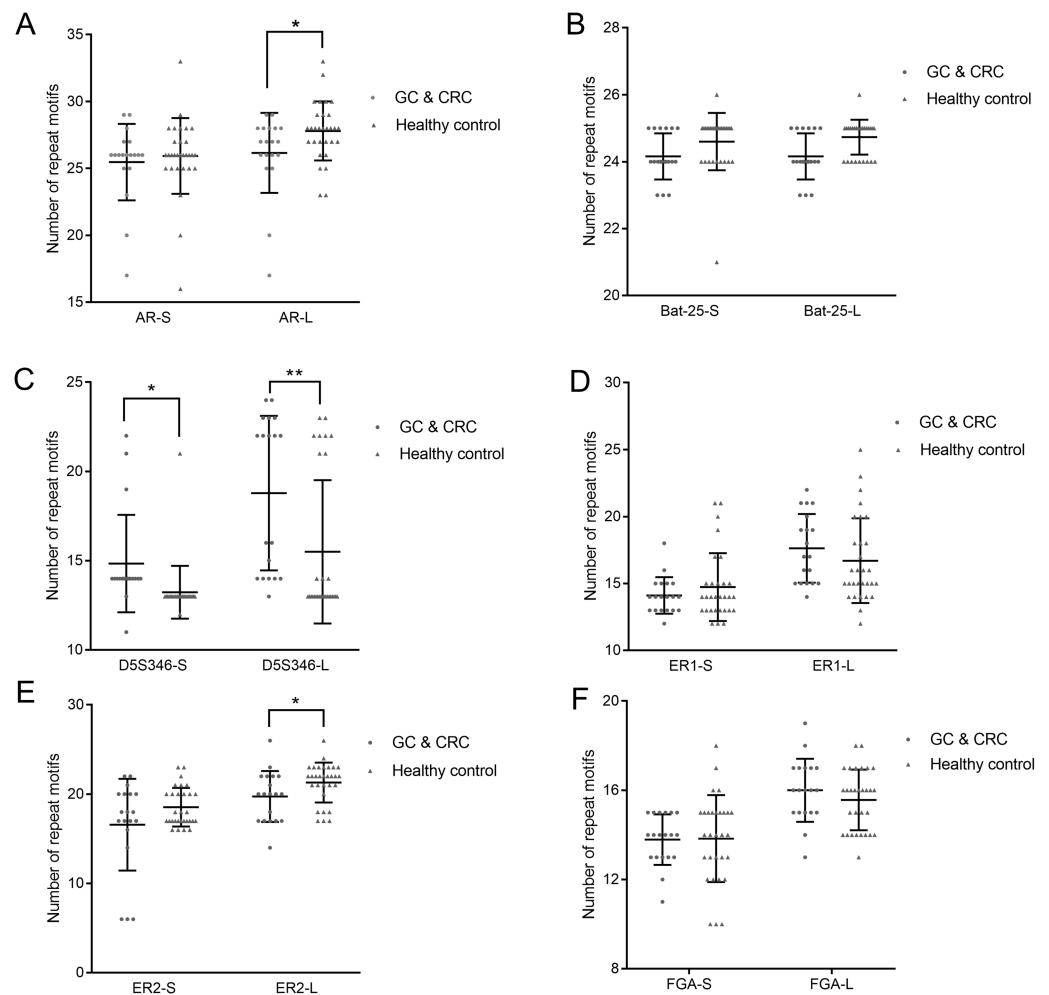 A
Number of repeat motifs
35
30
25
20
15
*
AR-S AR-L
GC & CRC
Healthy control
B
Number of repeat motifs
28
26
24
22
20
Bat-25-S Bat-25-L
GC & CRC
Healthy control
C
Number of repeat motifs
25
20
15
10
* **
D5S346-S D5S346-L
GC & CRC
Healthy control
D
Number of repeat motifs
30
25
20
15
10
ER1-S ER1-L
GC & CRC
Healthy control
E
Number of repeat motifs
30
20
10
0
*
ER2-S ER2-L
GC & CRC
Healthy control
F
Number of repeat motifs
20
16
12
8
FGA-S FGA-L
GC & CRC
Healthy control